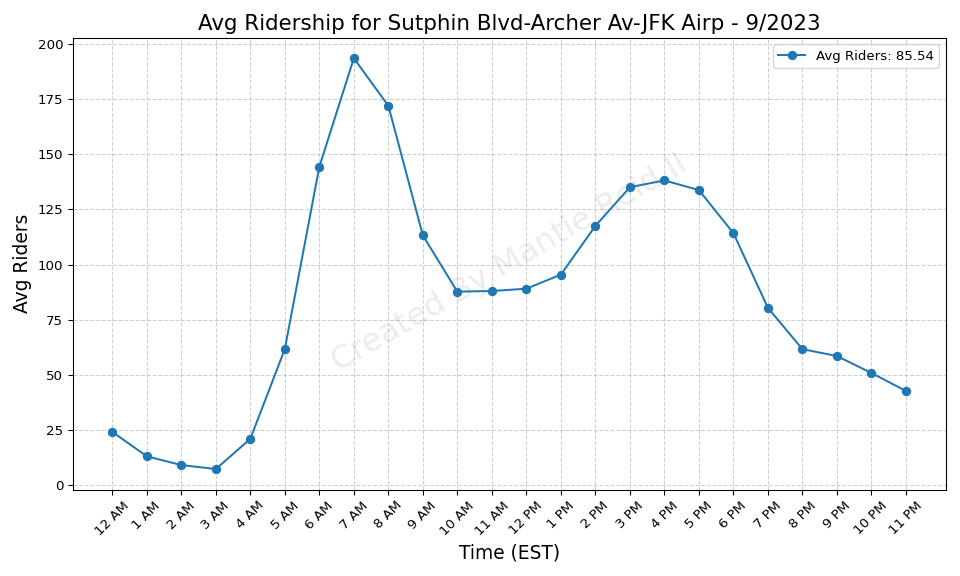 Avg Ridership for Sutphin Blvd-Archer Av-JFK Airp - 9/2023
Avg Riders: 85.54
200
175
150
125
100
75
50
25
0
Avg Riders
Created By Mantle Reid II
12 AM
1 AM
2 AM
3 AM
4 AM
5 AM
6 AM
7 AM
8 AM
9 AM
10 AM
11 AM
12 PM
1 PM
2 PM
3 PM
4 PM
5 PM
6 PM
7 PM
8 PM
9 PM
10 PM
11 PM
Time (EST)